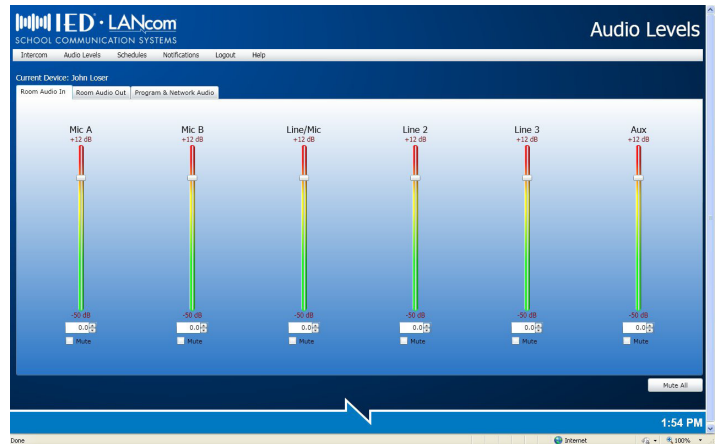 IED® · LANcom
SCHOOL COMMUNICATION SYSTEMS
Audio Levels
Intercom Audio Levels Schedules Notifications Logout Help
Current Device: John Loser
Room Audio In Room Audio Out Program & Network Audio
Mic A Mic B Line/Mic Line 2 Line 3 Aux
+12 dB +12 dB +12 dB +12 dB +12 dB +12 dB
-50 dB -50 dB -50 dB -50 dB -50 dB -50 dB
0.0 0.0 0.0 0.0 0.0 0.0
Mute Mute Mute Mute Mute Mute
Mute All
1:54 PM
Done Internet 100%